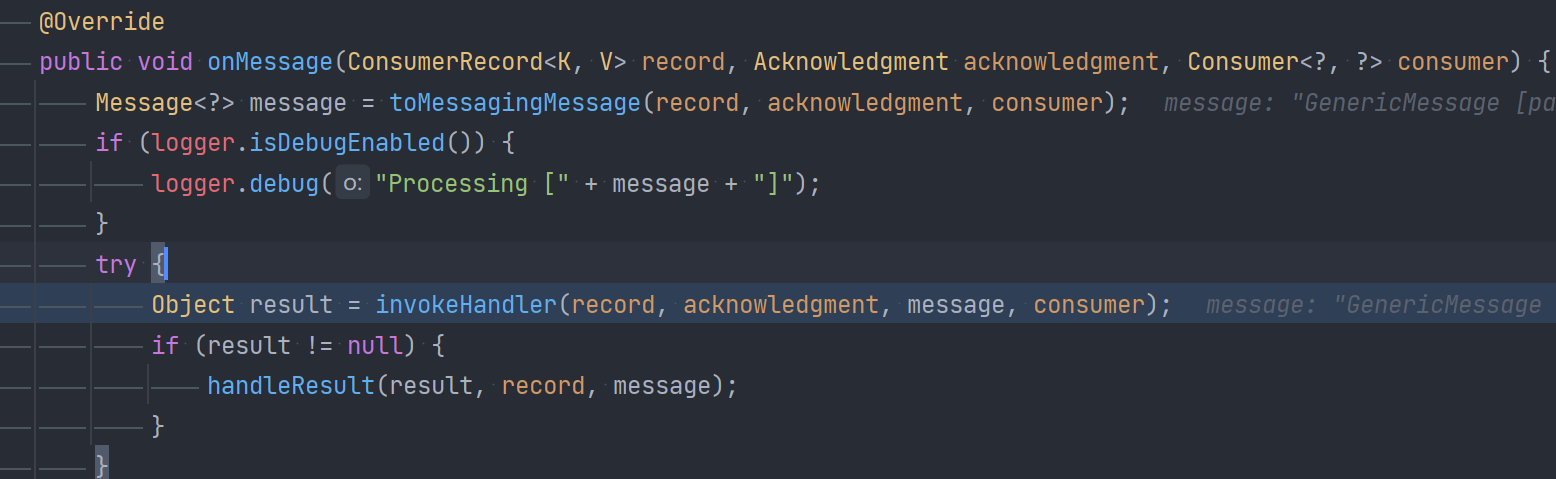 @Override
public void onMessage(ConsumerRecord<K, V> record, Acknowledgment acknowledgment, Consumer<?, ?> consumer) {
Message<?> message = toMessagingMessage(record, acknowledgment, consumer); message: "GenericMessage [pa
if (logger.isDebugEnabled()) {
logger.debug( o: "Processing [" + message + "]");
}
try {
Object result = invokeHandler(record, acknowledgment, message, consumer); message: "GenericMessage
if (result != null) {
handleResult(result, record, message);
}
}